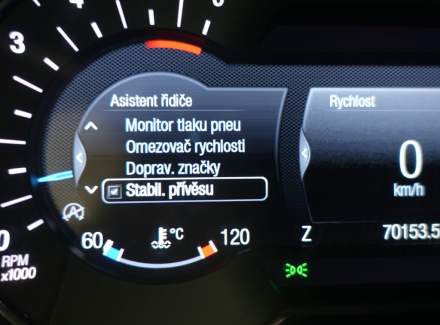 3
Asistent řidiče
Monitor tlaku pneu
Omezovač rychlosti
Doprav. značky
Stabil. přívěsu
Rychlost
0
km/h
60 °C 120
Z 70153.5
0
RPM
x1000